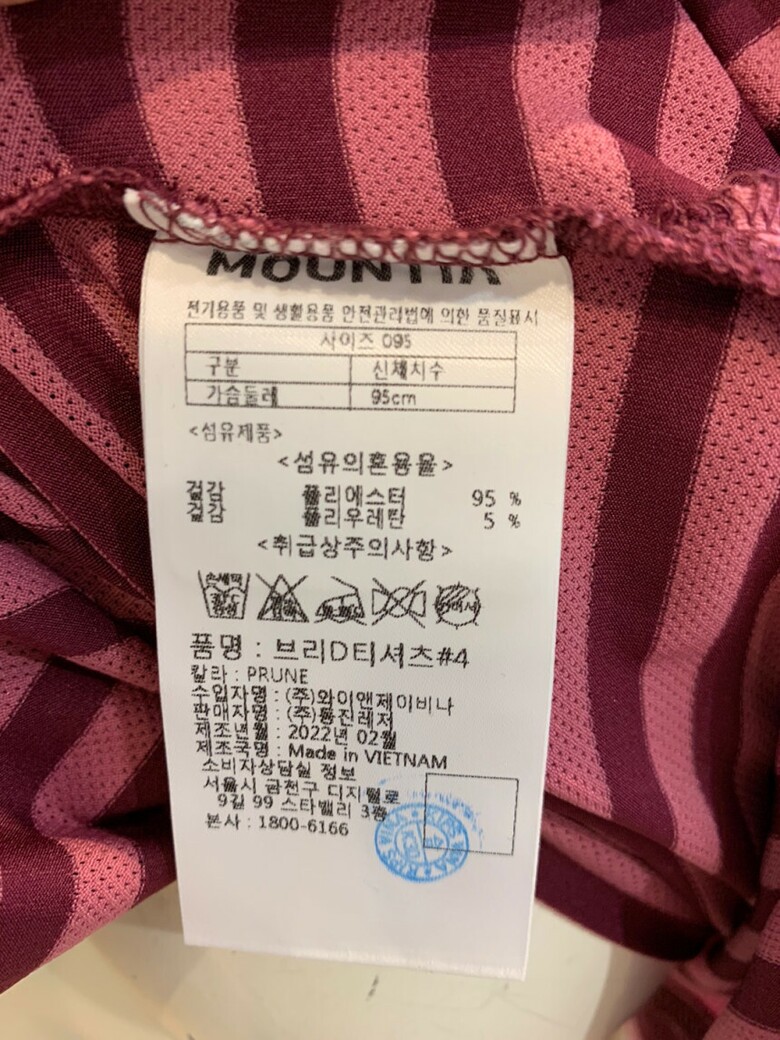 MOUNTIA
전기용품 및 생활용품 안전관리법에 의한 품질표시
사이즈 095
구분 신체치수
가슴둘레 95cm
<섬유제품>
<섬유의혼용율>
겉감 폴리에스터 95 %
겉감 폴리우레탄 5 %
<취급상주의사항>
손세탁 30℃ 중성
품명 : 브리D티셔츠#4
칼라 : PRUNE
수입자명 : (주)와이앤제이비나
판매자명 : (주)동진레저
제조년월 : 2022년 02월
제조국명 : Made in VIETNAM
소비자상담실 정보
서울시 금천구 디지털로
9길 99 스타밸리 3층
본사 : 1800-6166